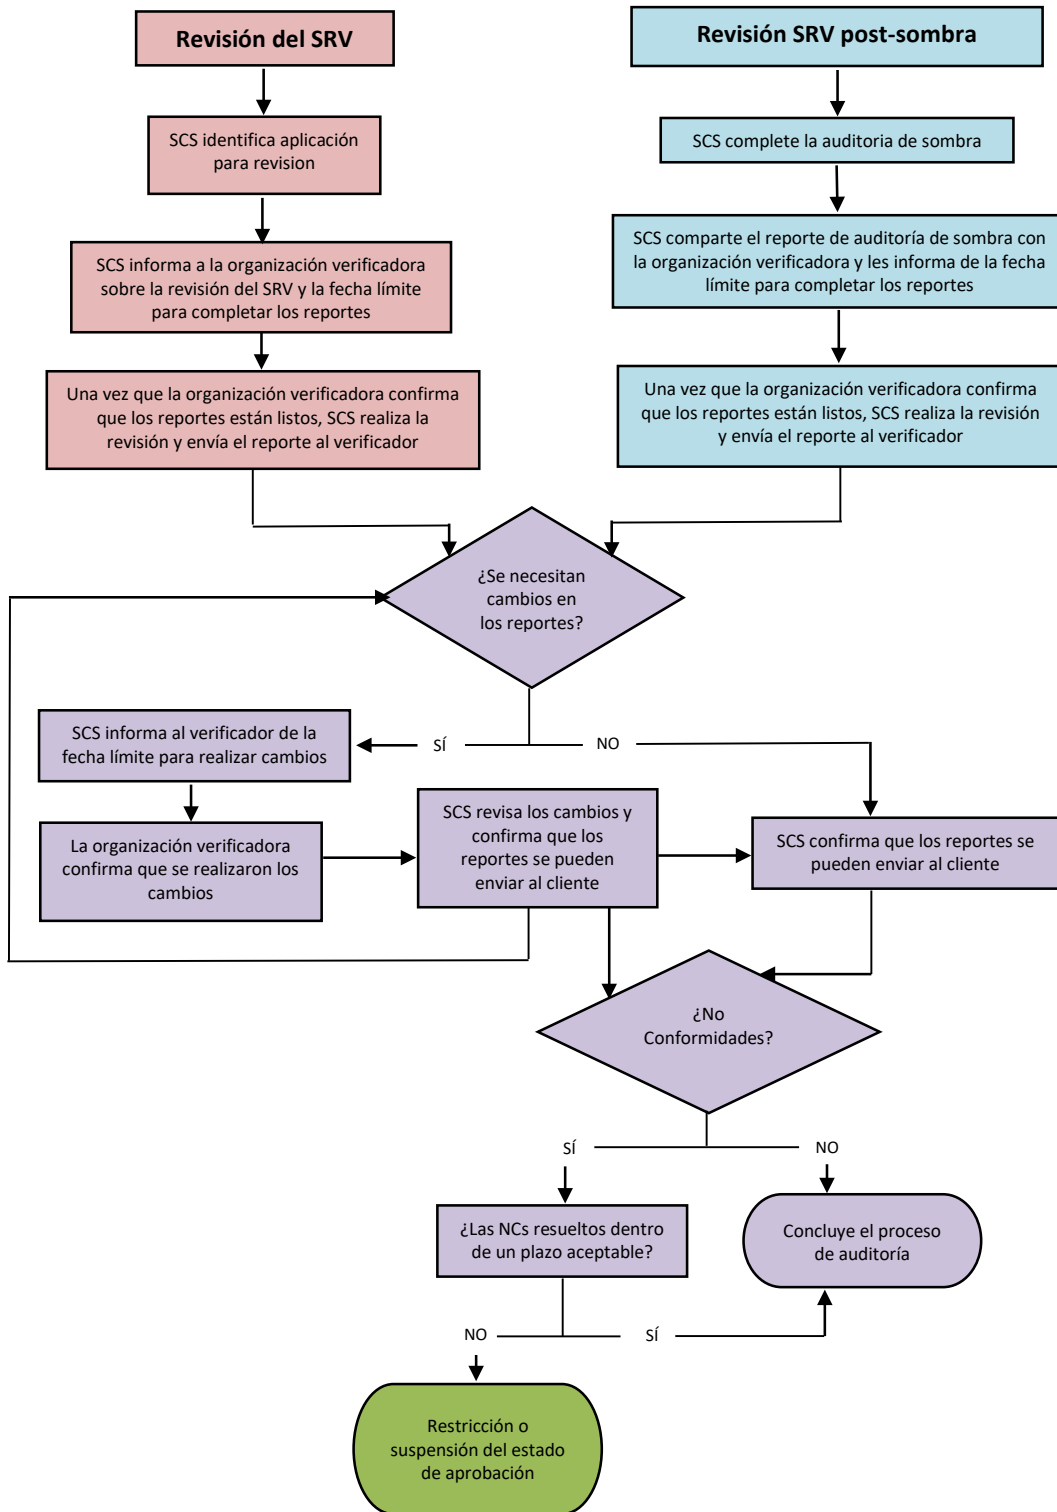 Revisión del SRV
Revisión SRV post-sombra
SCS identifica aplicación
para revision
SCS complete la auditoria de sombra
SCS informa a la organización verificadora
sobre la revisión del SRV y la fecha límite
para completar los reportes
SCS comparte el reporte de auditoría de sombra con
la organización verificadora y les informa de la fecha
límite para completar los reportes
Una vez que la organización verificadora confirma
que los reportes están listos, SCS realiza la
revisión y envía el reporte al verificador
Una vez que la organización verificadora confirma
que los reportes están listos, SCS realiza la revisión
y envía el reporte al verificador
¿Se necesitan
cambios en
los reportes?
SÍ
NO
SCS informa al verificador de la
fecha límite para realizar cambios
La organización verificadora
confirma que se realizaron los
cambios
SCS revisa los cambios y
confirma que los
reportes se pueden
enviar al cliente
SCS confirma que los reportes se
pueden enviar al cliente
¿No
Conformidades?
SÍ
NO
¿Las NCs resueltos dentro
de un plazo aceptable?
Concluye el proceso
de auditoría
NO
SÍ
Restricción o
suspensión del estado
de aprobación